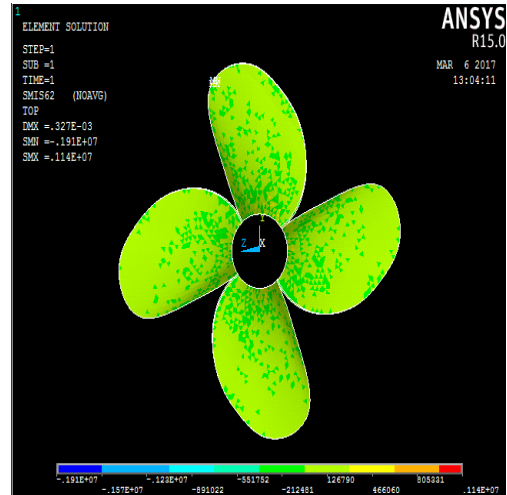 1
ELEMENT SOLUTION
STEP=1
SUB =1
TIME=1
SMIS62 (NOAVG)
TOP
DMX =.327E-03
SMN =-.191E+07
SMX =.114E+07
ANSYS
R15.0
MAR 6 2017
13:04:11
Z X
-.191E+07 -.123E+07 -551752 126790 805331
-.157E+07 -891022 -212481 466060 .114E+07